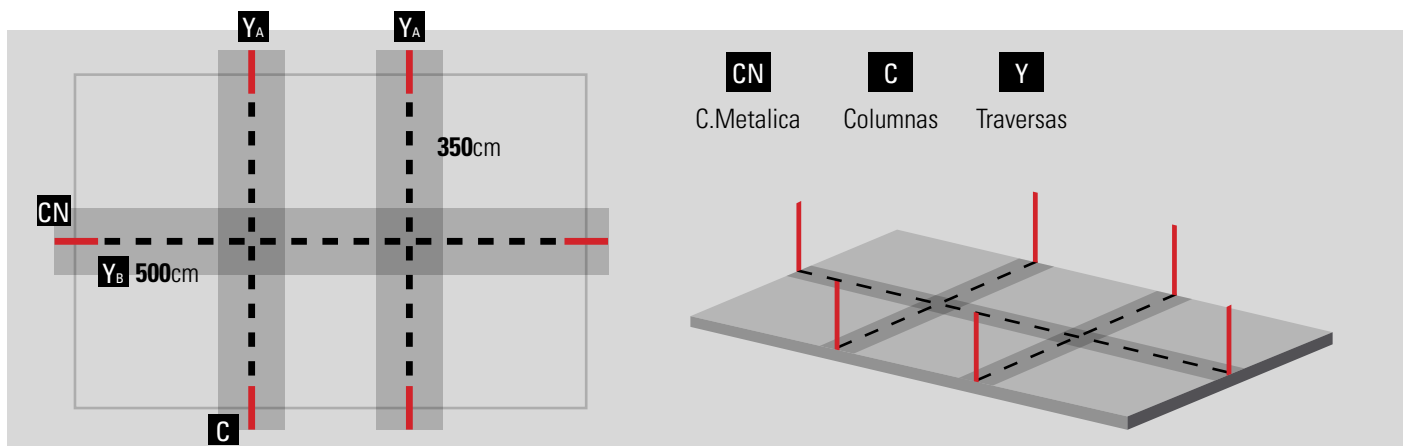 YA
YA
350cm
CN
YB 500cm
C
CN
C
Y
C.Metalica
Columnas
Traversas